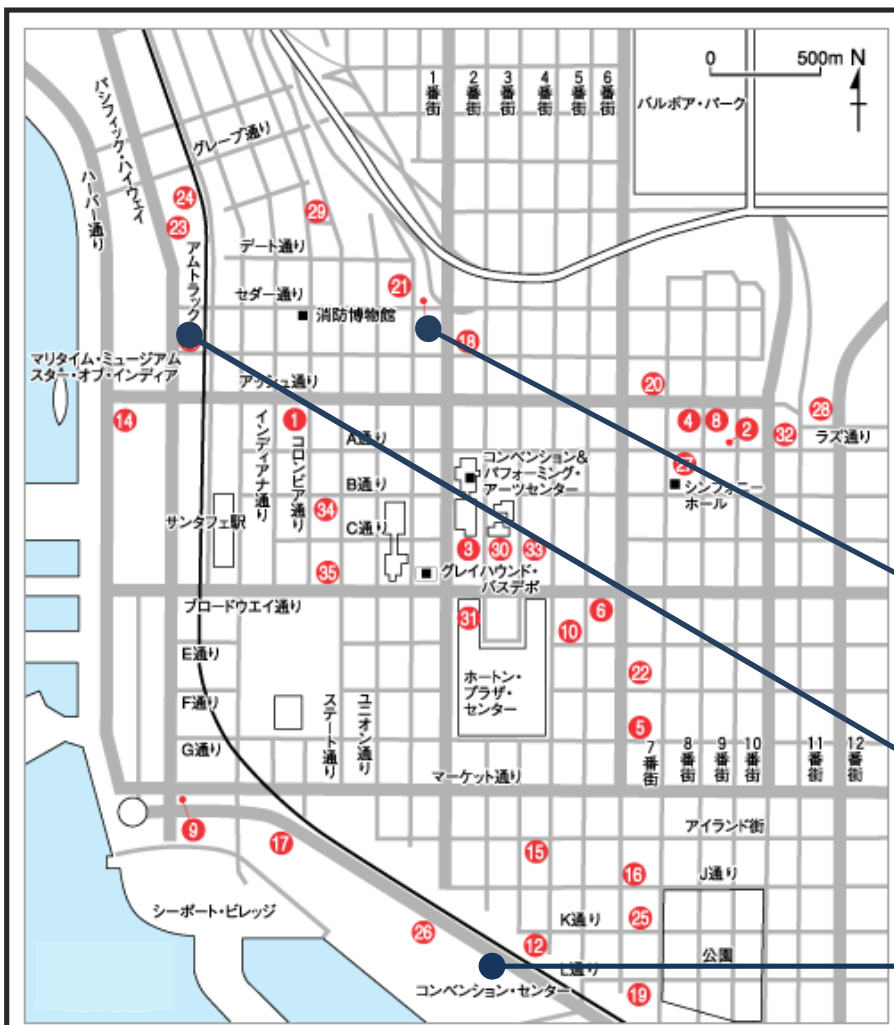 0 500m N
1番街
2番街
3番街
4番街
5番街
6番街
バルボア・パーク
パシフィック・ハイウェイ
ハーバー通り
グレープ通り
24
23
29
アムトラック
デート通り
21
セダー通り
消防博物館
18
マリタイム・ミュージアム
スター・オブ・インディア
アッシュ通り
20
14
1
4
8
2
28
32
ラズ通り
インディアナ通り
コロンビア通り
A通り
コンベンション&
パフォーミング・
アーツセンター
27
シンフォニー
ホール
B通り
34
サンタフェ駅
C通り
3
30
33
35
グレイハウンド・
バスデポ
ブロードウエイ通り
31
6
10
E通り
ホートン・
プラザ・
センター
22
F通り
ステート通り
ユニオン通り
5
G通り
7番街
8番街
9番街
10番街
11番街
12番街
マーケット通り
9
17
アイランド街
15
16
J通り
シーポート・ビレッジ
26
K通り
25
12
公園
L通り
コンベンション・センター
19